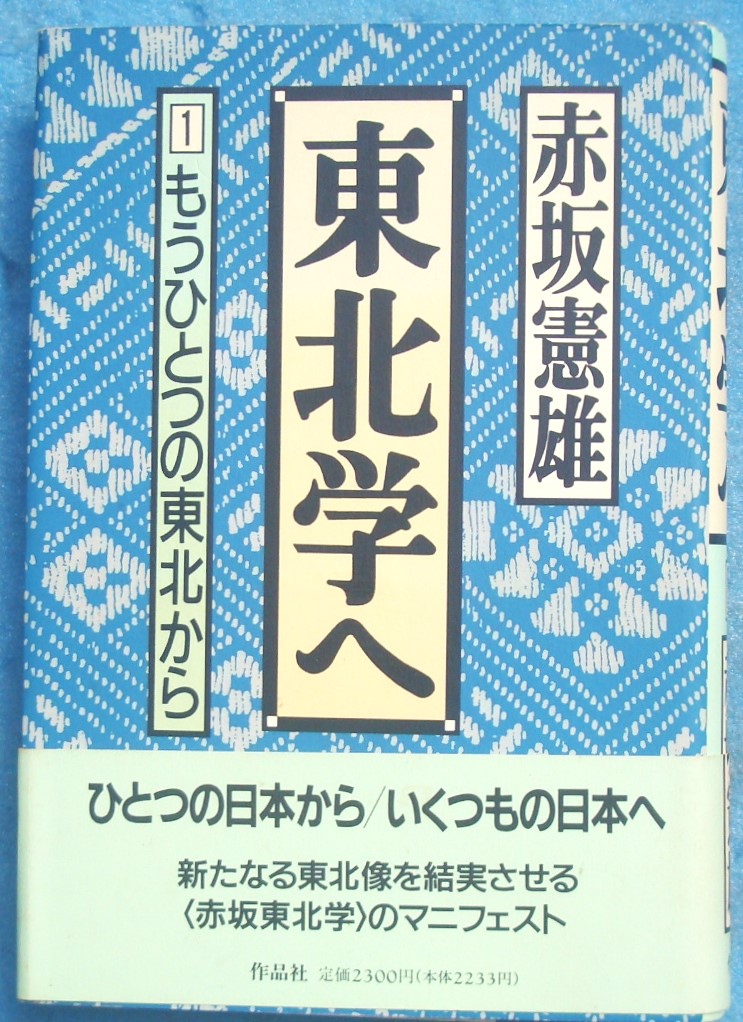 赤坂憲雄
東北学へ
1 もうひとつの東北から
ひとつの日本から/いくつもの日本へ
新たなる東北像を結実させる
〈赤坂東北学〉のマニフェスト
作品社 定価2300円(本体2233円)